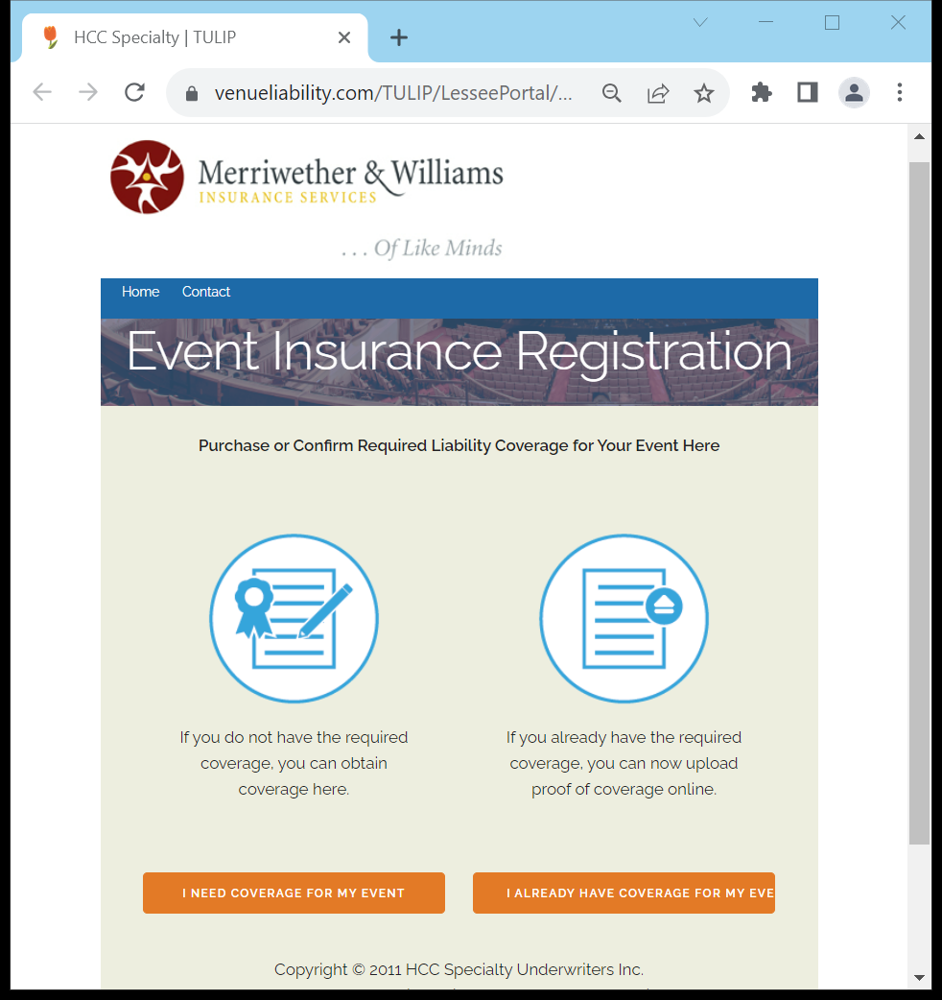 HCC Specialty | TULIP
venueliability.com/TULIP/LesseePortal/...
Merriwether & Williams
INSURANCE SERVICES
... Of Like Minds
Home Contact
Event Insurance Registration
Purchase or Confirm Required Liability Coverage for Your Event Here
If you do not have the required
coverage, you can obtain
coverage here.
If you already have the required
coverage, you can now upload
proof of coverage online.
I NEED COVERAGE FOR MY EVENT
I ALREADY HAVE COVERAGE FOR MY EVE
Copyright © 2011 HCC Specialty Underwriters Inc.